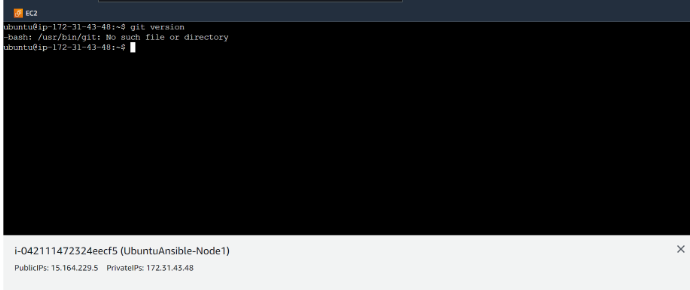 EC2
ubuntu@ip-172-31-43-48:~$ git version
-bash: /usr/bin/git: No such file or directory
ubuntu@ip-172-31-43-48:~$
i-042111472324eecf5 (UbuntuAnsible-Node1)
PublicIPs: 15.164.229.5 PrivateIPs: 172.31.43.48